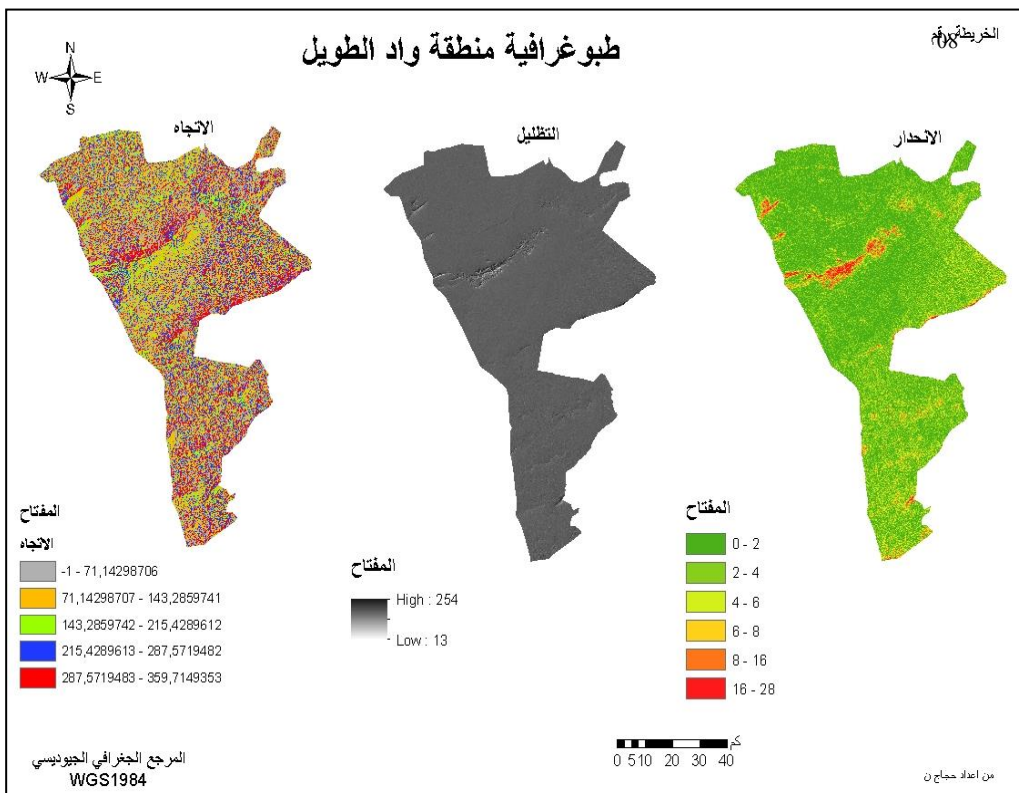 الخريطة رقم 08
طبوغرافية منطقة واد الطويل
N
W E
S
الاتجاه
التظليل
الانحدار
المفتاح
الاتجاه
-1 - 71,14298706
71,14298707 - 143,2859741
143,2859742 - 215,4289612
215,4289613 - 287,5719482
287,5719483 - 359,7149353
المفتاح
High : 254
Low : 13
المفتاح
0 - 2
2 - 4
4 - 6
6 - 8
8 - 16
16 - 28
كم
0 5 10 20 30 40
المرجع الجغرافي الجيوديسي
WGS1984
من اعداد حجاج ن